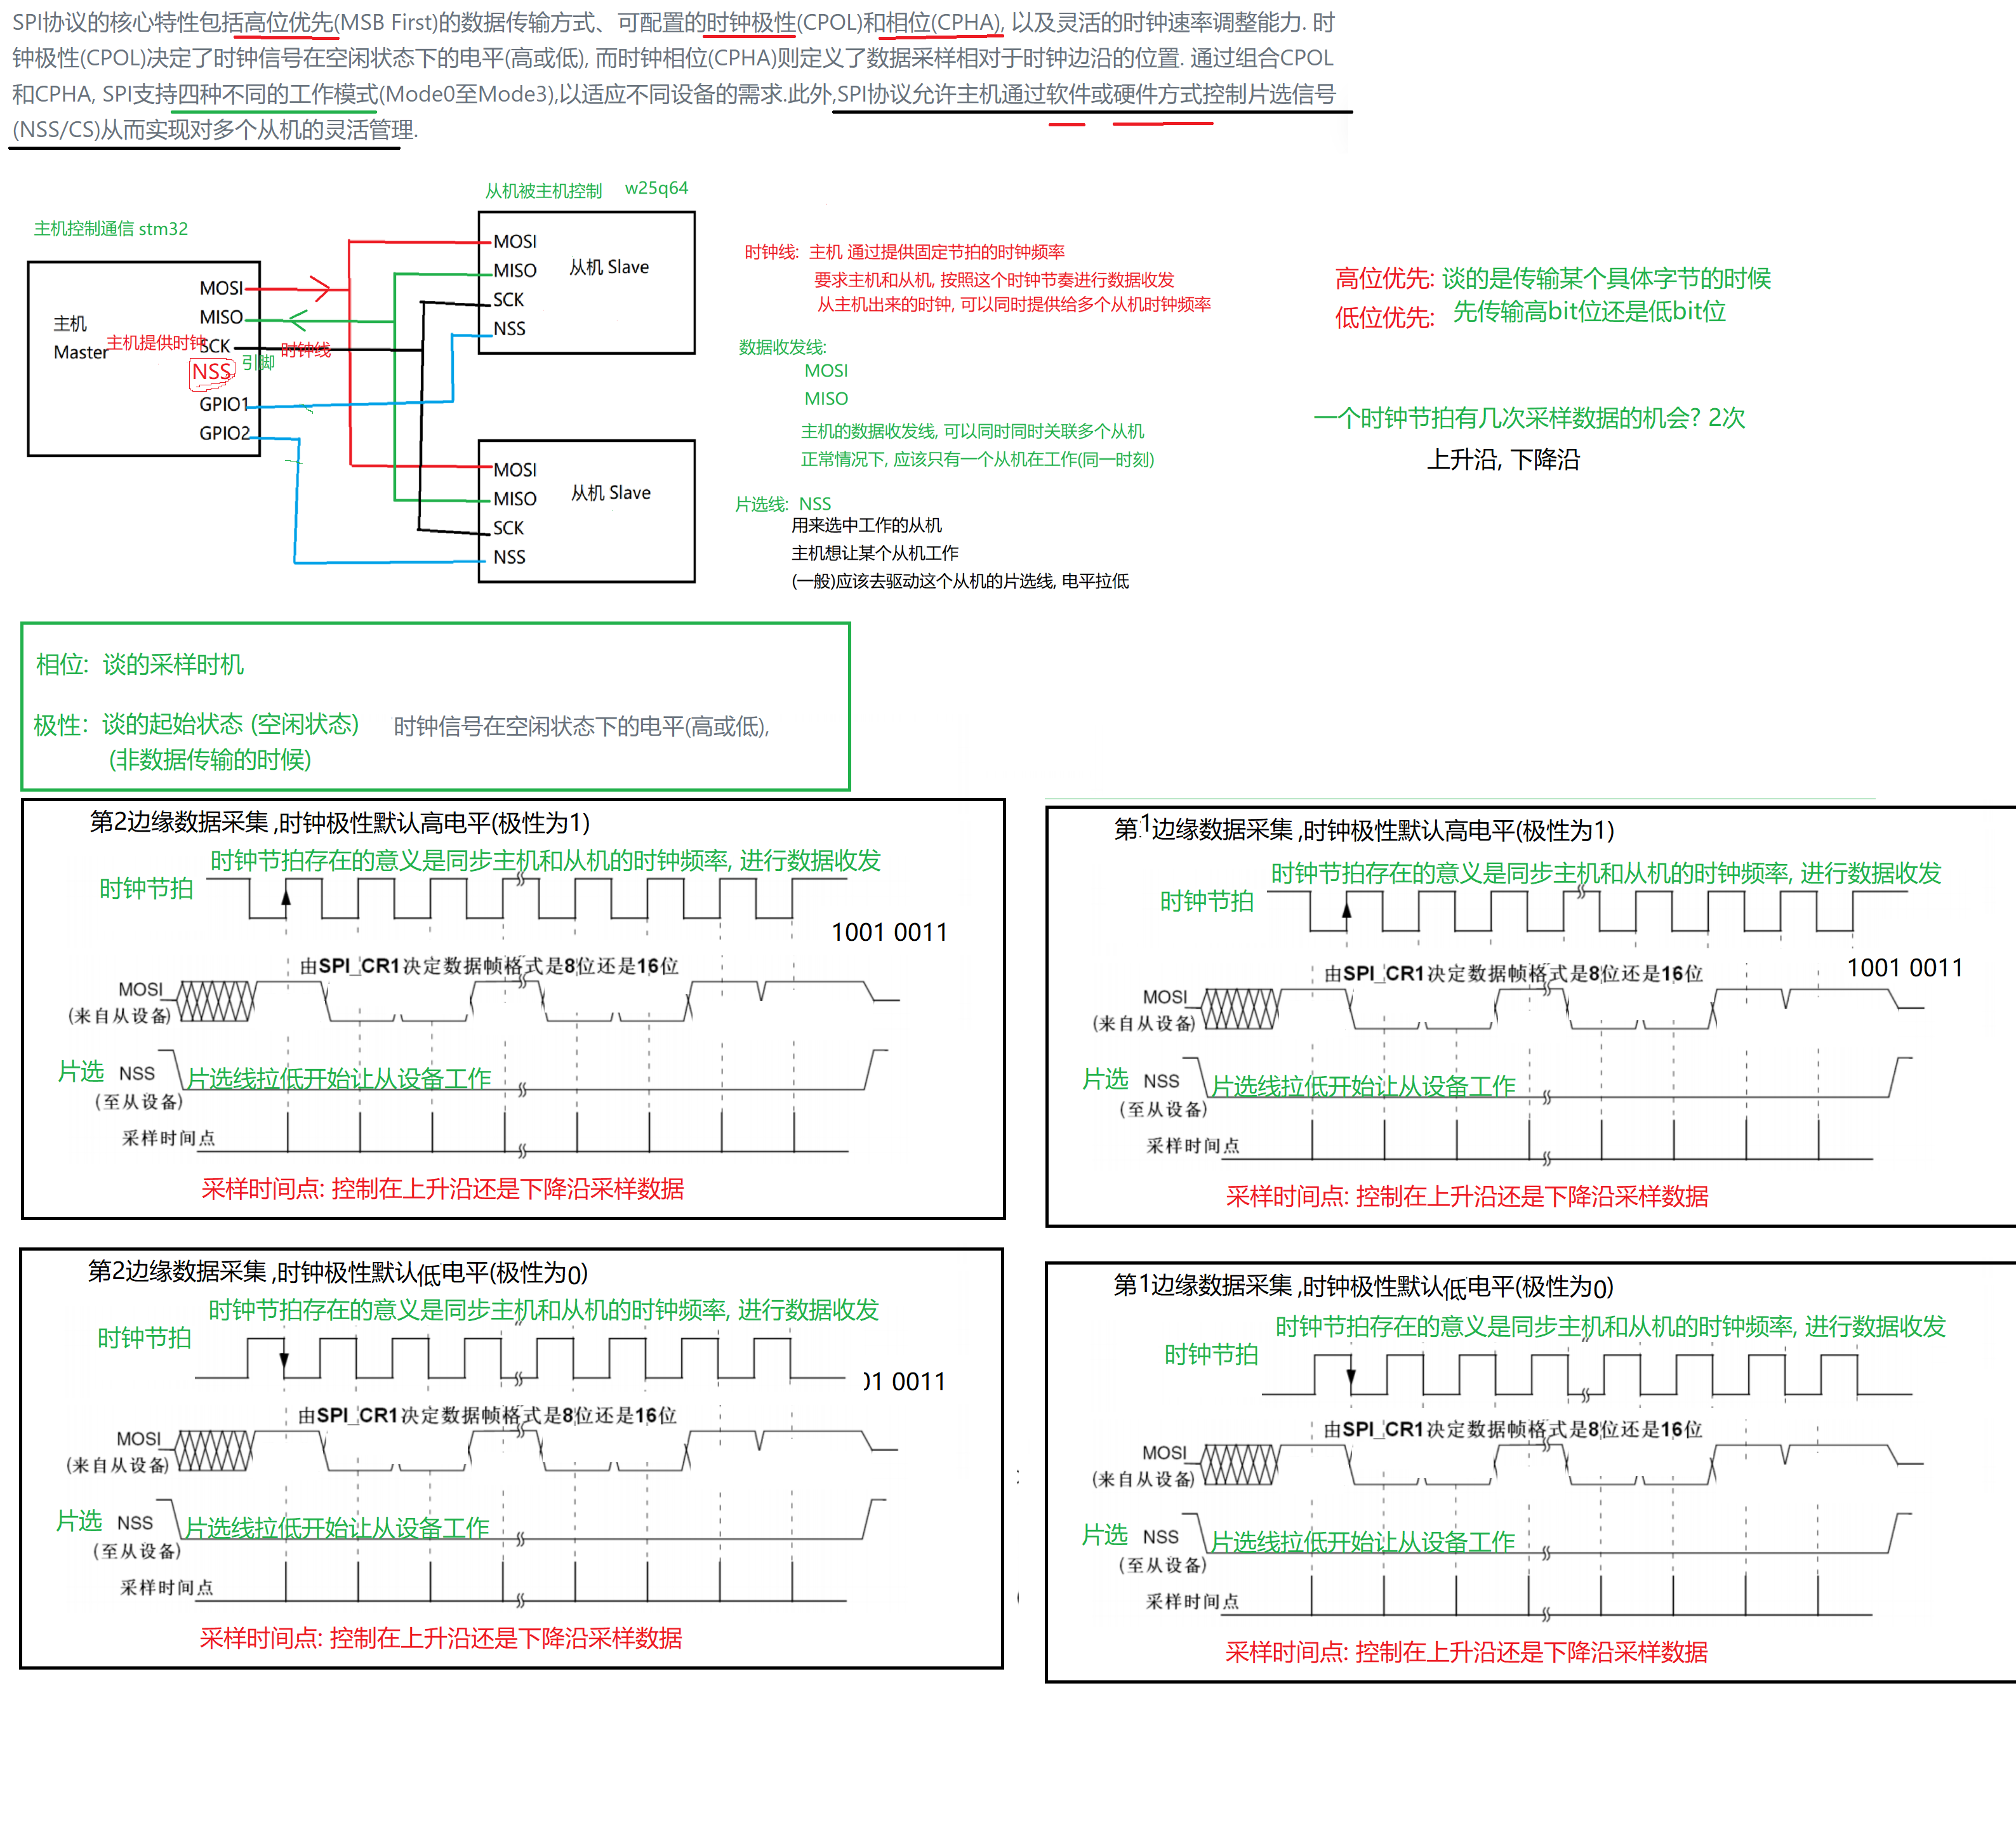 SPI协议的核心特性包括高位优先(MSB First)的数据传输方式、可配置的时钟极性(CPOL)和相位(CPHA), 以及灵活的时钟速率调整能力. 时
钟极性(CPOL)决定了时钟信号在空闲状态下的电平(高或低), 而时钟相位(CPHA)则定义了数据采样相对于时钟边沿的位置. 通过组合CPOL
和CPHA, SPI支持四种不同的工作模式(Mode0至Mode3),以适应不同设备的需求.此外,SPI协议允许主机通过软件或硬件方式控制片选信号
(NSS/CS)从而实现对多个从机的灵活管理.
主机控制通信 stm32
主机
Master
主机提供时钟
MOSI
MISO
SCK
NSS
引脚
时钟线
GPIO1
GPIO2
从机被主机控制 w25q64
MOSI
MISO
SCK
NSS
从机 Slave
MOSI
MISO
SCK
NSS
从机 Slave
时钟线: 主机 通过提供固定节拍的时钟频率
要求主机和从机, 按照这个时钟节奏进行数据收发
从主机出来的时钟, 可以同时提供给多个从机时钟频率
数据收发线:
MOSI
MISO
主机的数据收发线, 可以同时同时关联多个从机
正常情况下, 应该只有一个从机在工作(同一时刻)
片选线: NSS
用来选中工作的从机
主机想让某个从机工作
(一般)应该去驱动这个从机的片选线, 电平拉低
高位优先: 谈的是传输某个具体字节的时候
低位优先: 先传输高bit位还是低bit位
一个时钟节拍有几次采样数据的机会? 2次
上升沿, 下降沿
相位: 谈的采样时机
极性: 谈的起始状态 (空闲状态) 时钟信号在空闲状态下的电平(高或低),
(非数据传输的时候)
第2边缘数据采集 ,时钟极性默认高电平(极性为1)
时钟节拍存在的意义是同步主机和从机的时钟频率, 进行数据收发
时钟节拍
1001 0011
由SPI_CR1决定数据帧格式是8位还是16位
MOSI
(来自从设备)
片选 NSS 片选线拉低开始让从设备工作
(至从设备)
采样时间点
采样时间点: 控制在上升沿还是下降沿采样数据
第1边缘数据采集 ,时钟极性默认高电平(极性为1)
时钟节拍存在的意义是同步主机和从机的时钟频率, 进行数据收发
时钟节拍
1001 0011
由SPI_CR1决定数据帧格式是8位还是16位
MOSI
(来自从设备)
片选 NSS 片选线拉低开始让从设备工作
(至从设备)
采样时间点
采样时间点: 控制在上升沿还是下降沿采样数据
第2边缘数据采集 ,时钟极性默认低电平(极性为0)
时钟节拍存在的意义是同步主机和从机的时钟频率, 进行数据收发
时钟节拍
01 0011
由SPI_CR1决定数据帧格式是8位还是16位
MOSI
(来自从设备)
片选 NSS 片选线拉低开始让从设备工作
(至从设备)
采样时间点
采样时间点: 控制在上升沿还是下降沿采样数据
第1边缘数据采集 ,时钟极性默认低电平(极性为0)
时钟节拍存在的意义是同步主机和从机的时钟频率, 进行数据收发
时钟节拍
由SPI_CR1决定数据帧格式是8位还是16位
MOSI
(来自从设备)
片选 NSS 片选线拉低开始让从设备工作
(至从设备)
采样时间点
采样时间点: 控制在上升沿还是下降沿采样数据